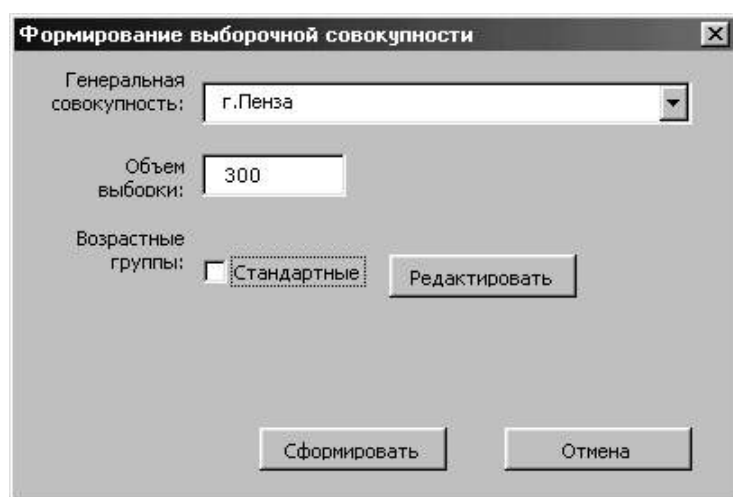 Формирование выборочной совокупности
Генеральная
совокупность:
г.Пенза
Объем
выборки:
300
Возрастные
группы:
Стандартные
Редактировать
Сформировать
Отмена